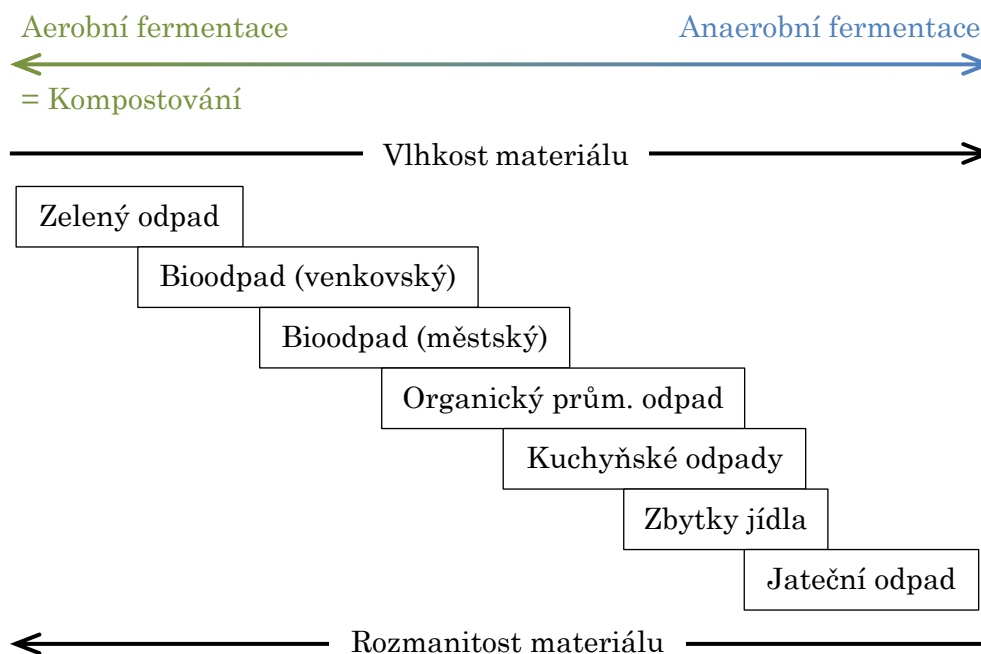 Aerobní fermentace
Anaerobní fermentace
= Kompostování
Vlhkost materiálu
Zelený odpad
Bioodpad (venkovský)
Bioodpad (městský)
Organický prům. odpad
Kuchyňské odpady
Zbytky jídla
Jateční odpad
Rozmanitost materiálu